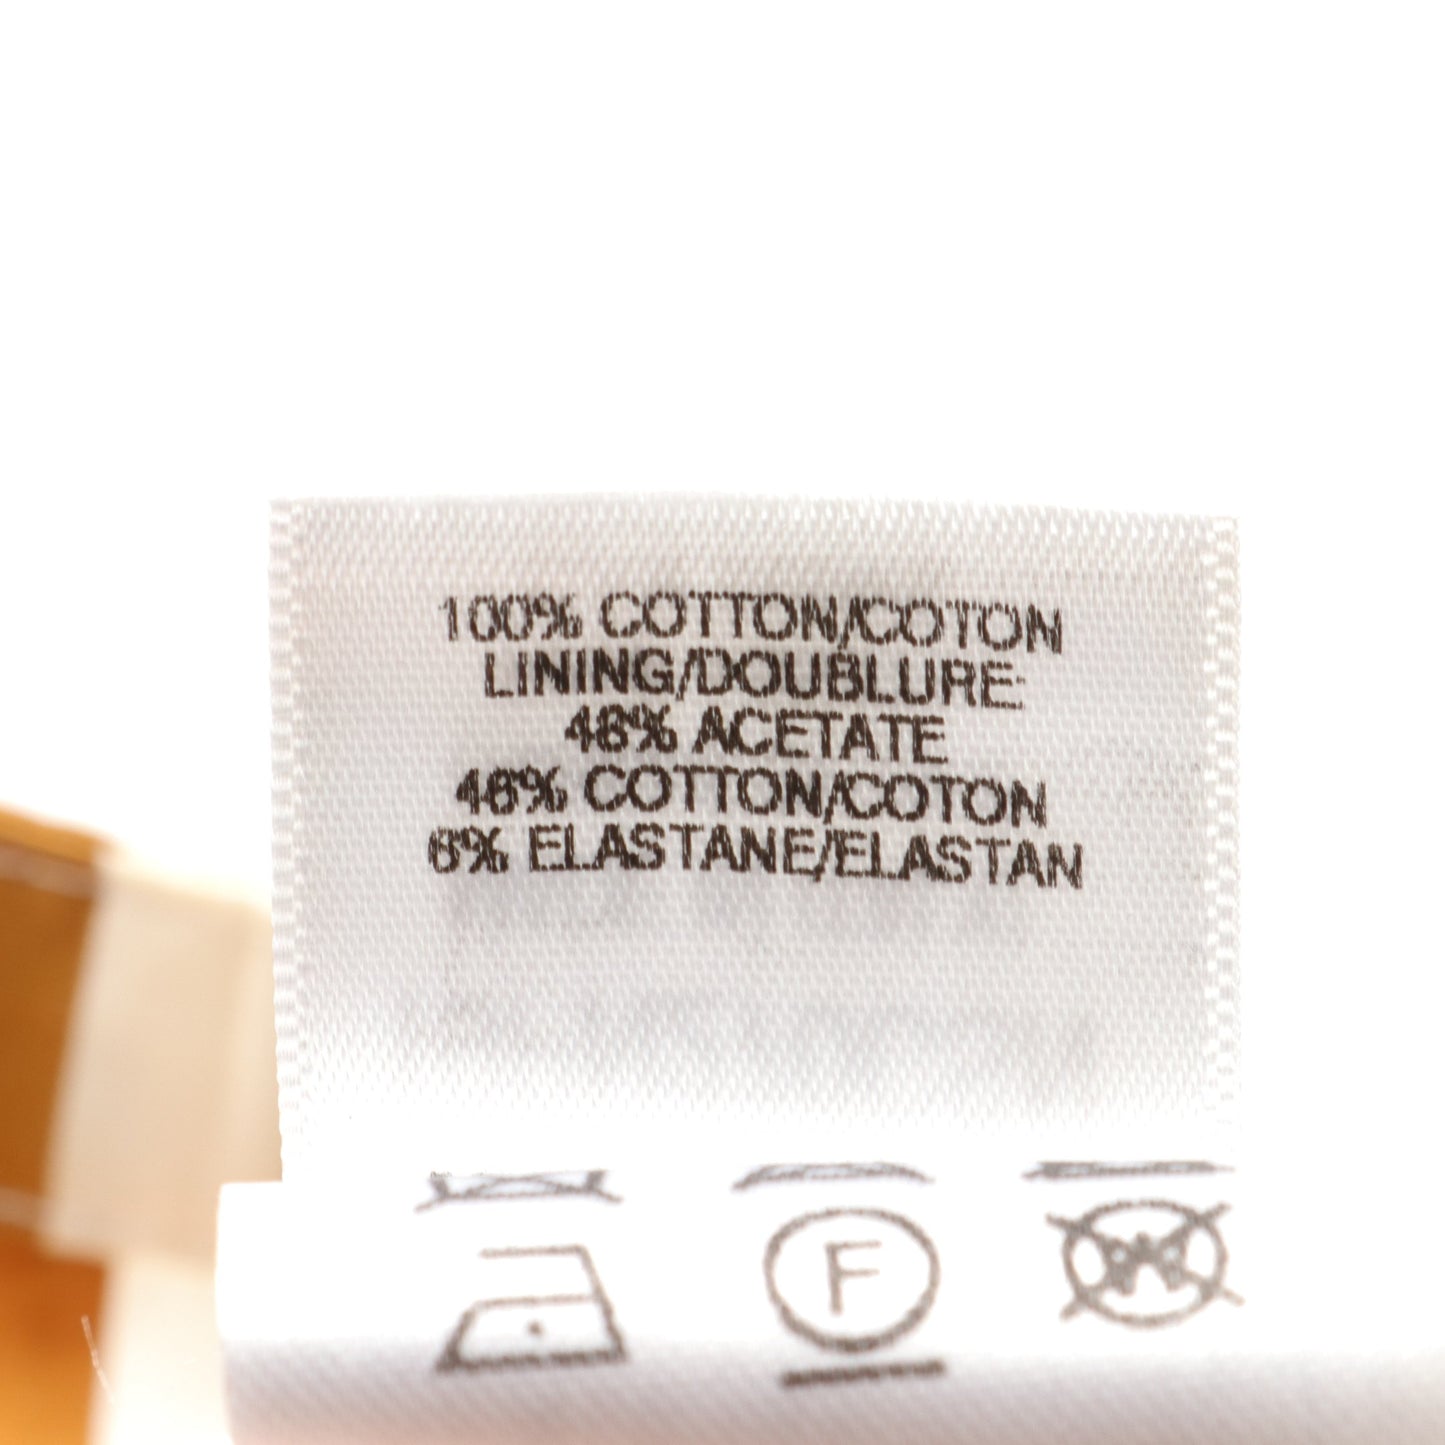 100% COTTON/COTON
LINING/DOUBLURE:
48% ACETATE
46% COTTON/COTON
6% ELASTANE/ELASTAN
F W